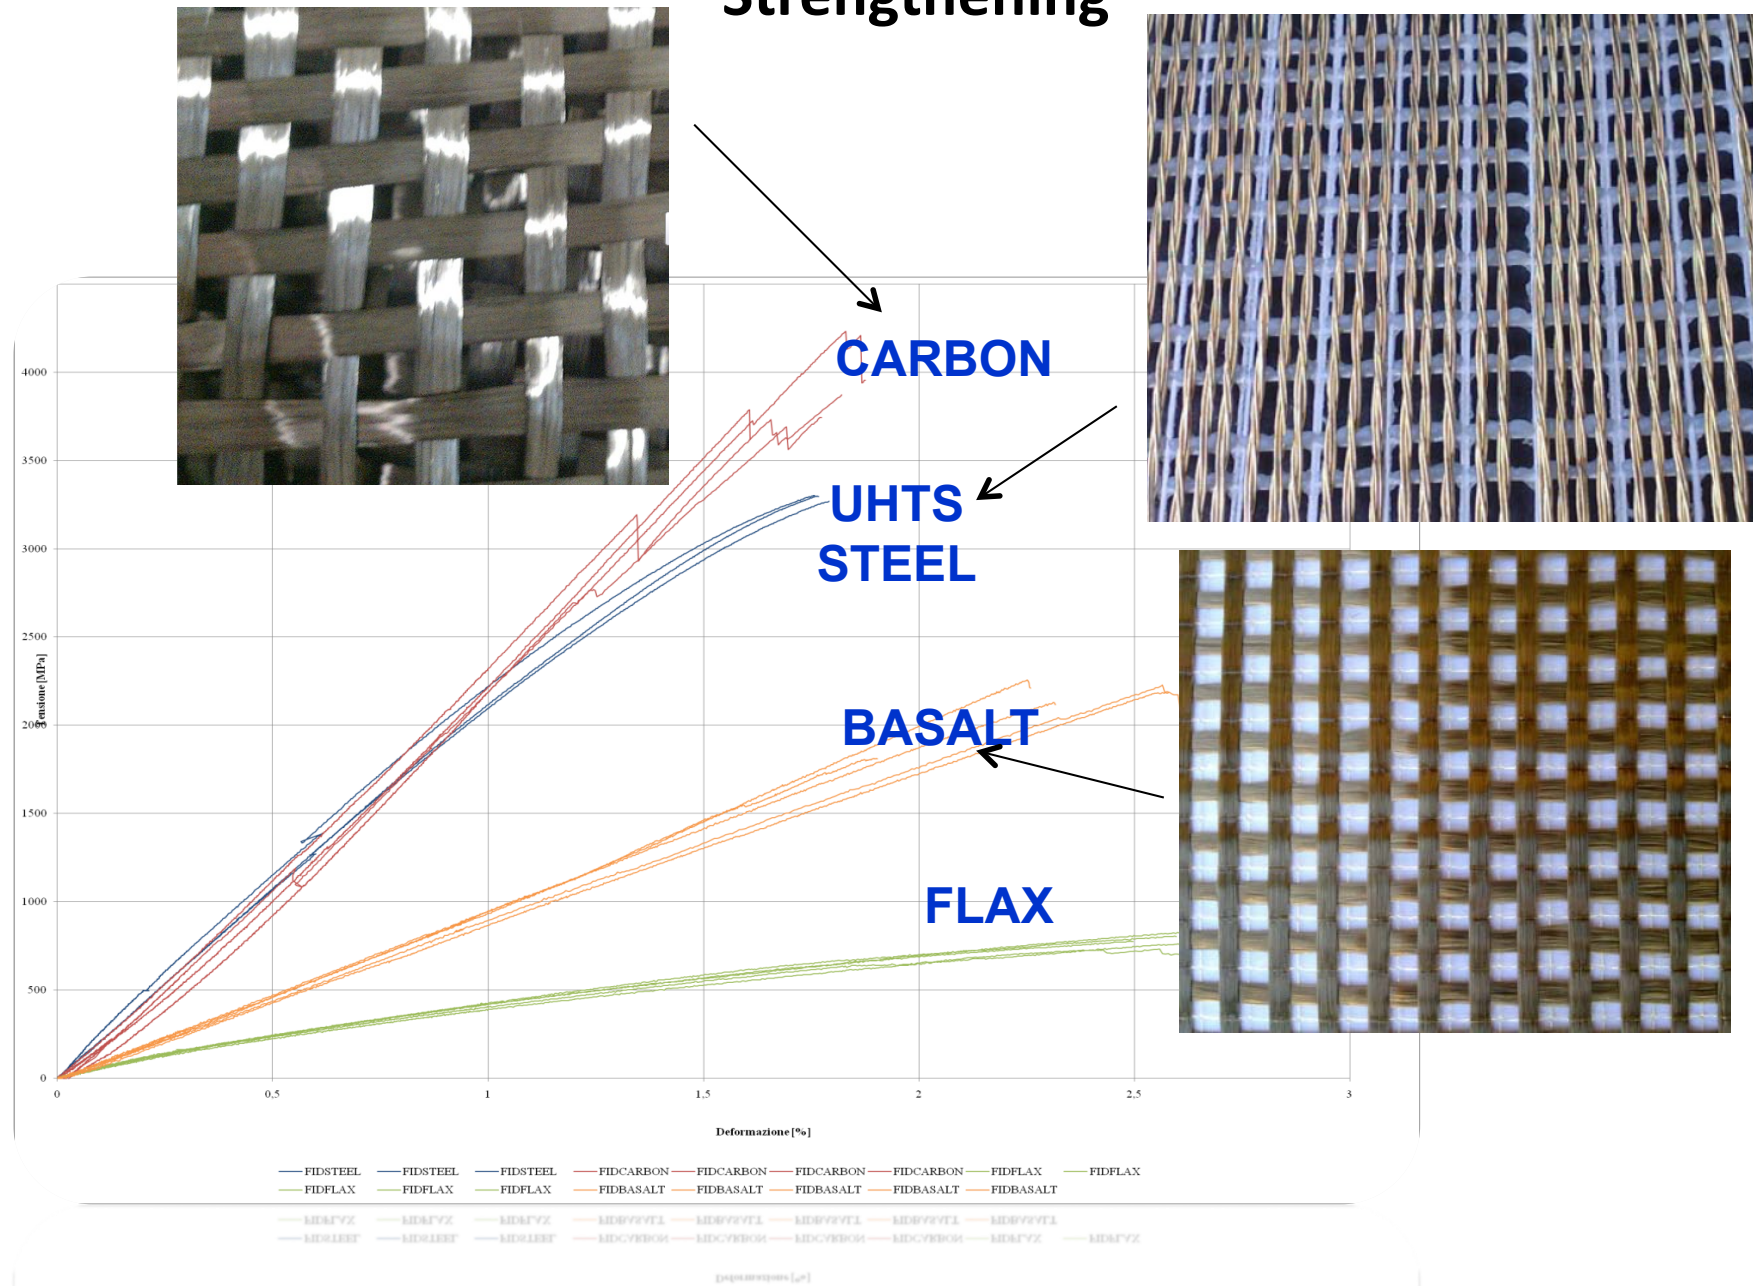 Strengthening
CARBON
UHTS
STEEL
BASALT
FLAX
4000
3500
3000
2500
2000
1500
1000
500
0
Tensione [MPa]
0 0,5 1 1,5 2 2,5 3
Deformazione [%]
FIDSTEEL FIDSTEEL FIDSTEEL FIDCARBON FIDCARBON FIDCARBON FIDCARBON FIDFLAX FIDFLAX
FIDFLAX FIDFLAX FIDFLAX FIDBASALT FIDBASALT FIDBASALT FIDBASALT FIDBASALT